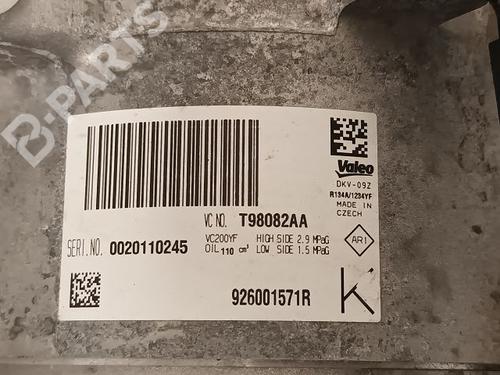 B-PARTS
Valeo
DKV-09Z
R134A/1234YF
MADE IN
CZECH
VC NO. T98082AA
SERI.NO. 0020110245
VC200YF HIGH SIDE 2.9 MPaG
OIL 110 cm³ LOW SIDE 1.5 MPaG
AR1
926001571R
K